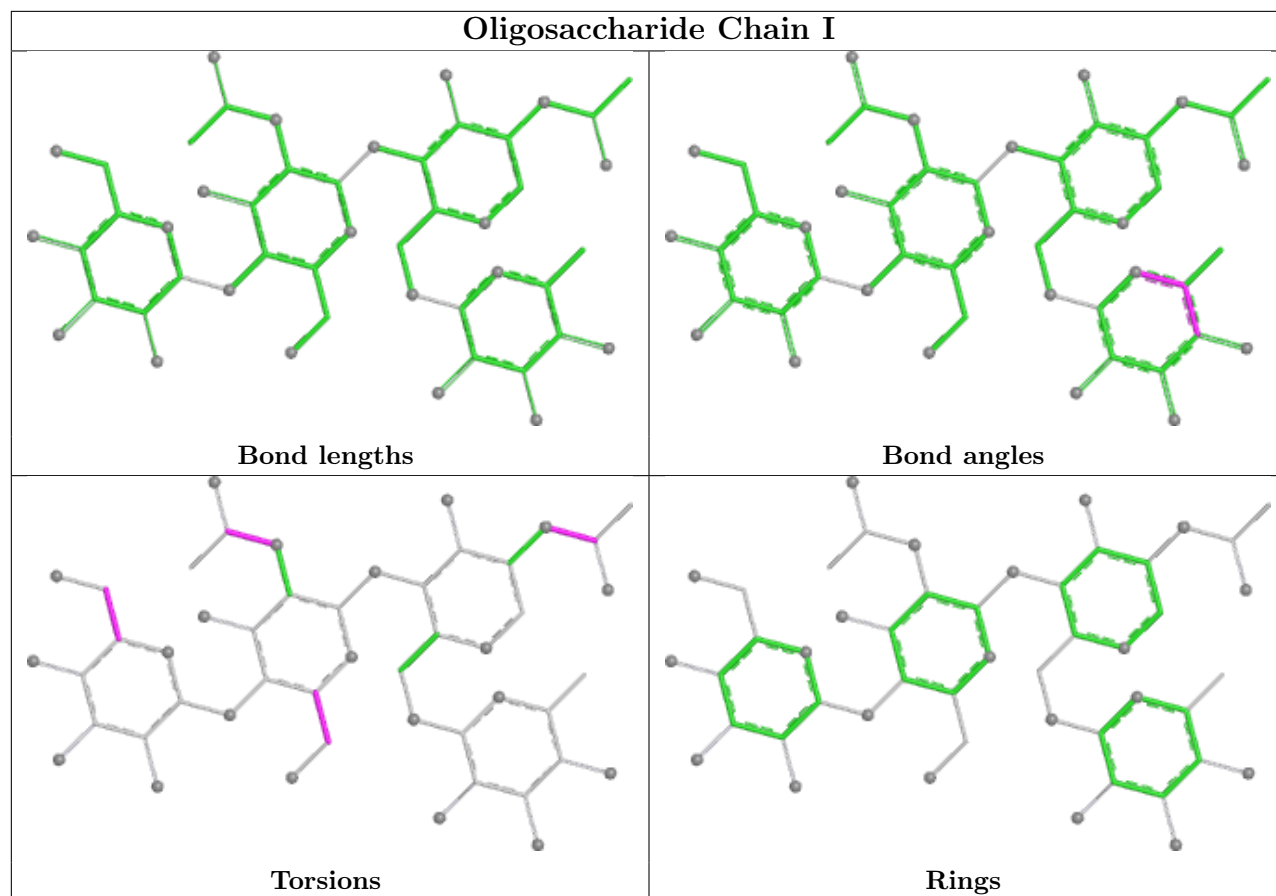 Oligosaccharide Chain I
Bond lengths
Bond angles
Torsions
Rings